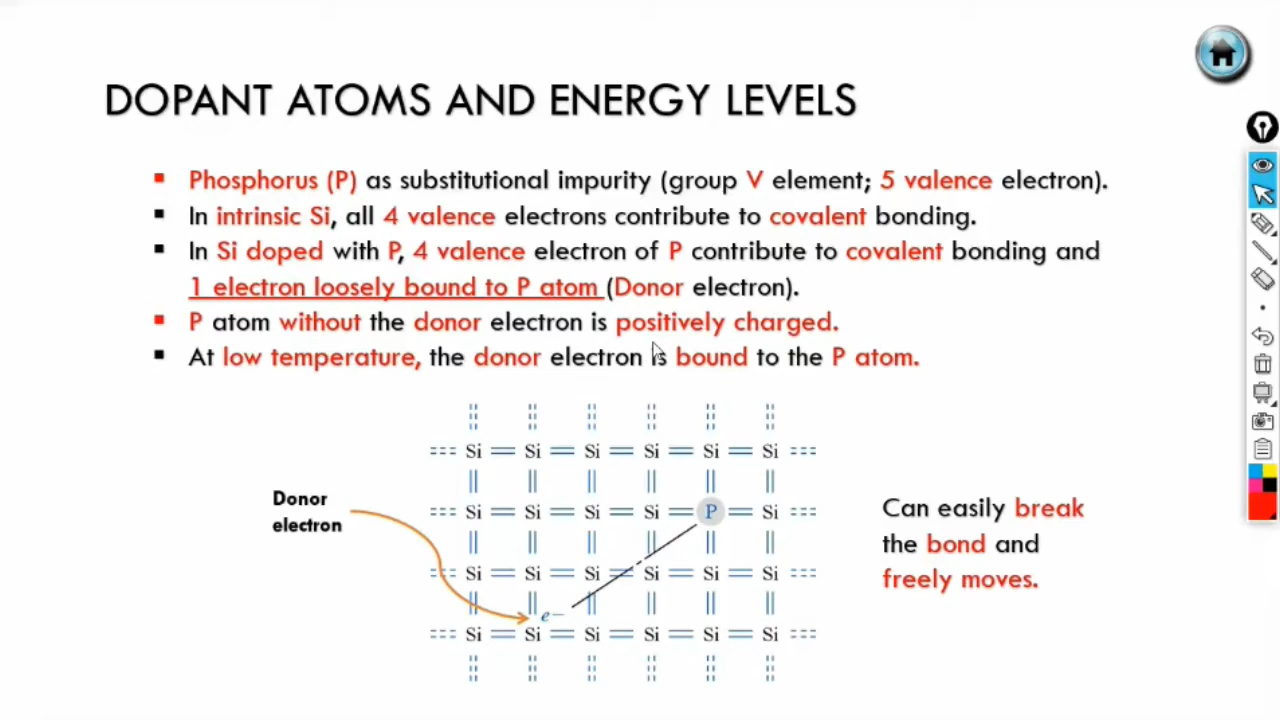 DOPANT ATOMS AND ENERGY LEVELS
Phosphorus (P) as substitutional impurity (group V element; 5 valence electron).
In intrinsic Si, all 4 valence electrons contribute to covalent bonding.
In Si doped with P, 4 valence electron of P contribute to covalent bonding and
1 electron loosely bound to P atom (Donor electron).
P atom without the donor electron is positively charged.
At low temperature, the donor electron is bound to the P atom.
Si Si Si Si Si Si
Donor
electron
Si Si Si Si P Si
Si Si Si Si Si Si
e−
Si Si Si Si Si Si
Can easily break
the bond and
freely moves.